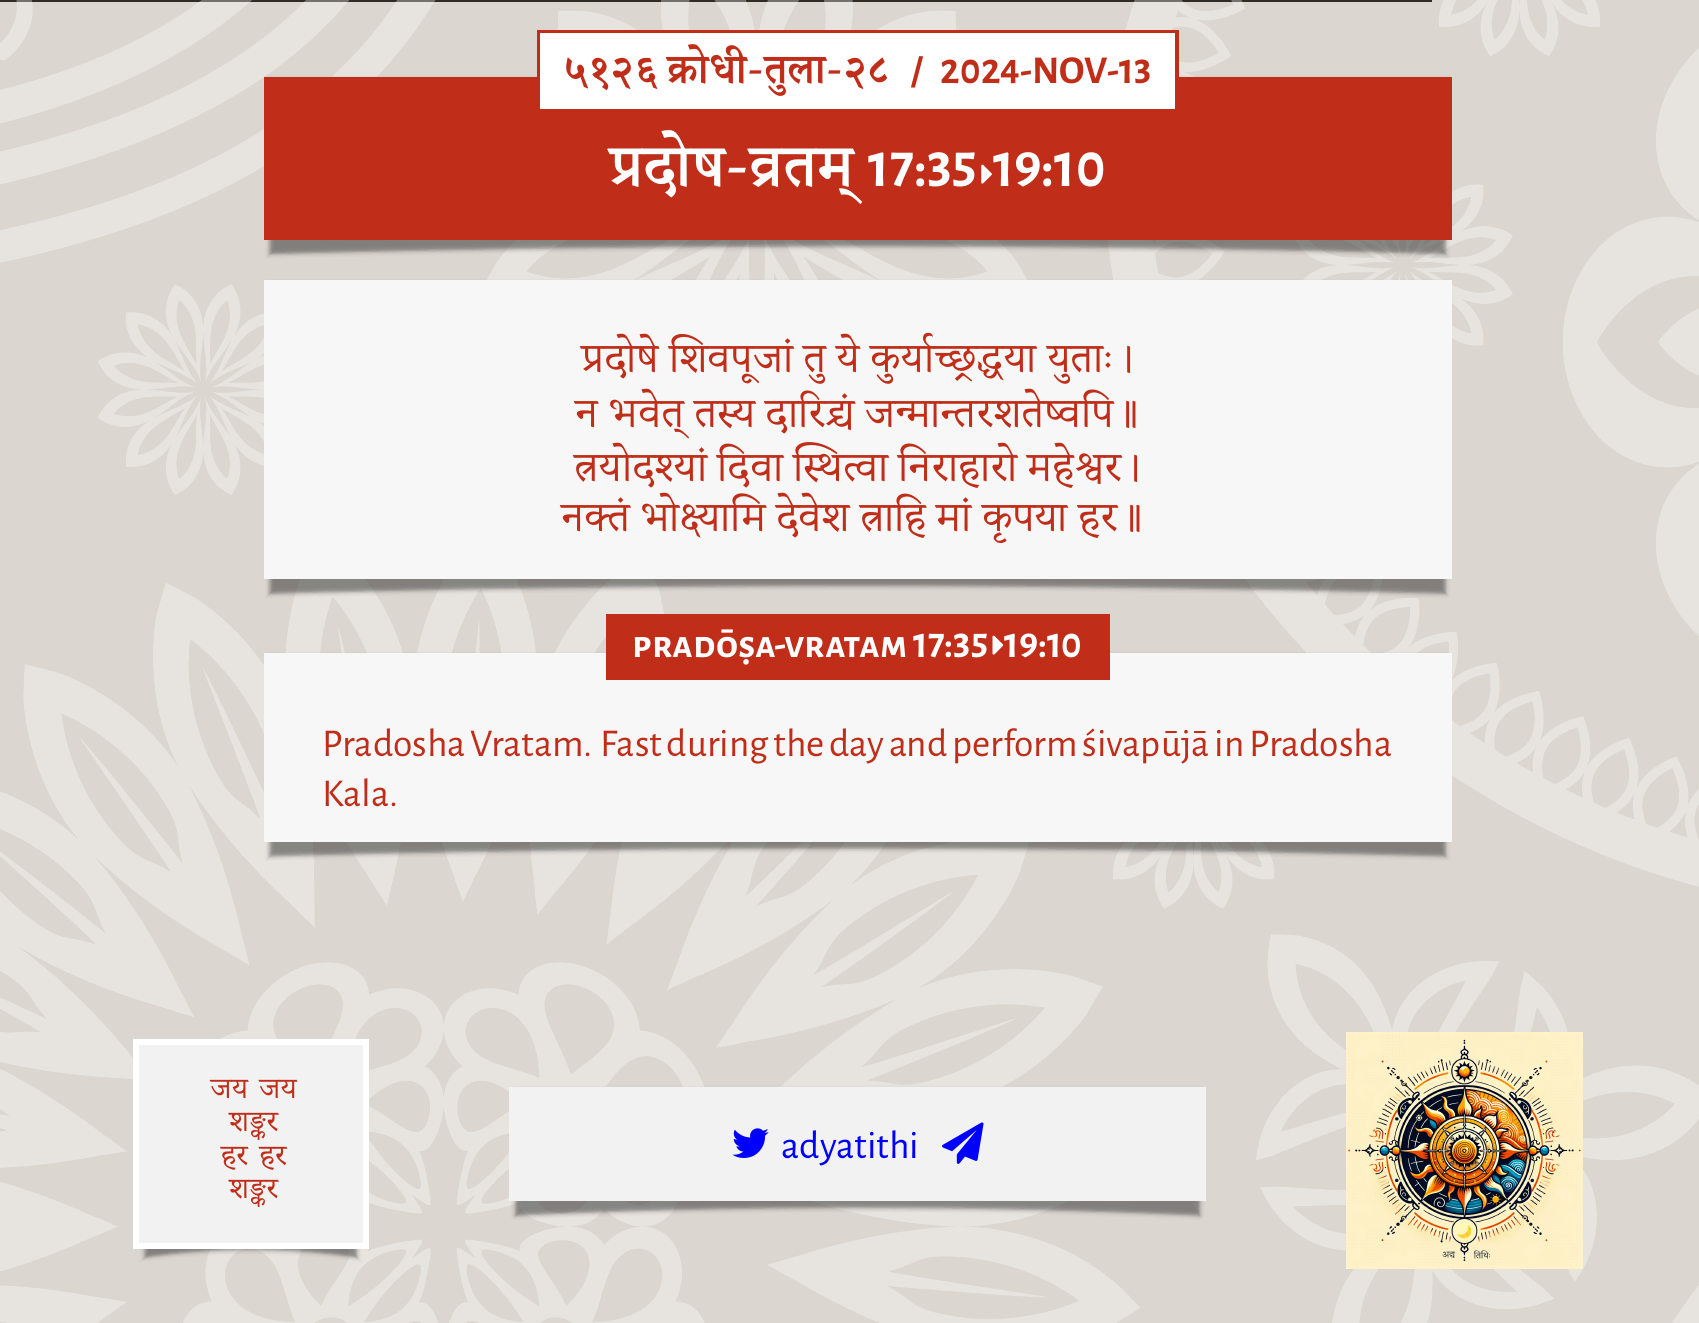 ५१२६ क्रोधी-तुला-२८ / 2024-NOV-13
प्रदोष-व्रतम् 17:35▸19:10
प्रदोषे शिवपूजां तु ये कुर्याच्छ्रद्धया युताः।
न भवेत् तस्य दारिद्र्यं जन्मान्तरशतेष्वपि॥
त्रयोदश्यां दिवा स्थित्वा निराहारो महेश्वर।
नक्तं भोक्ष्यामि देवेश त्राहि मां कृपया हर॥
PRADŌṢA-VRATAM 17:35▸19:10
Pradosha Vratam. Fast during the day and perform śivapūjā in Pradosha
Kala.
जय जय
शङ्कर
हर हर
शङ्कर
adyatithi
अद्य तिथिः